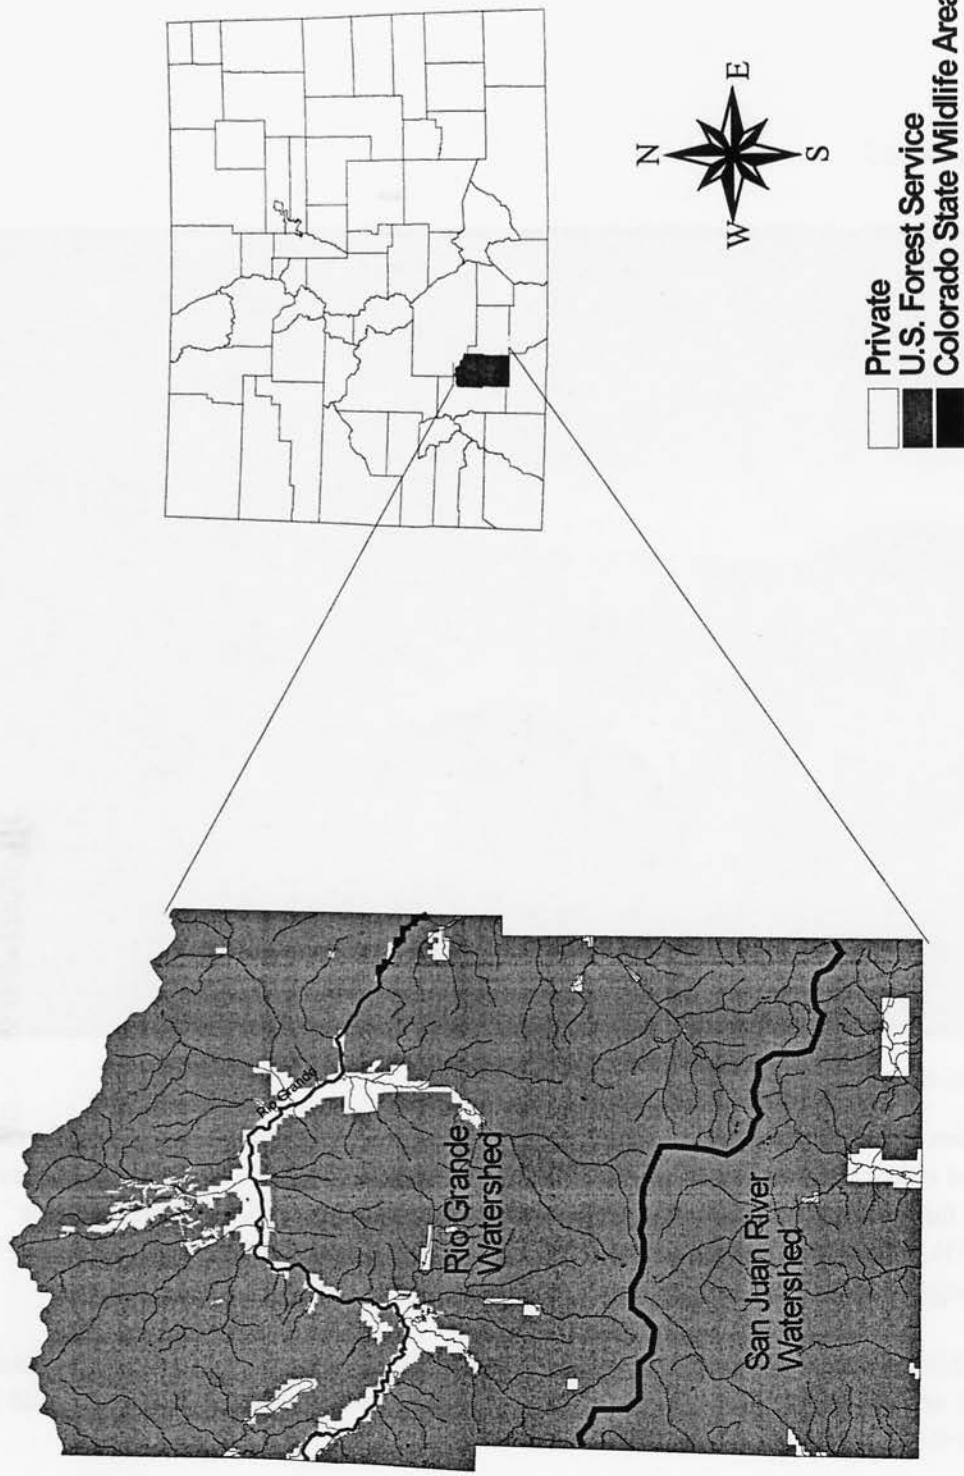 Rio Grande
Rio Grande
Watershed
San Juan River
Watershed
N
W
E
S
Private
U.S. Forest Service
Colorado State Wildlife Area